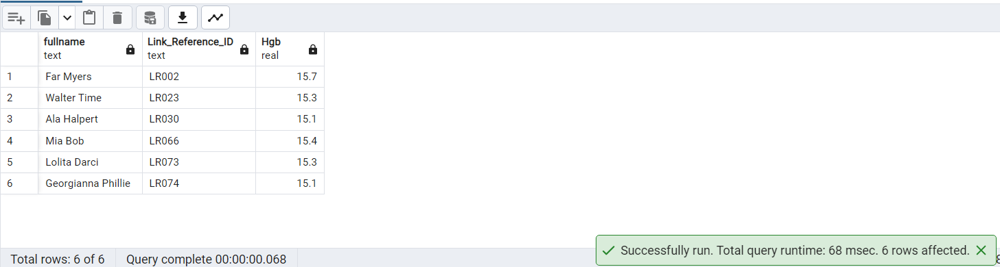 fullname Link_Reference_ID Hgb
text text real
1 Far Myers LR002 15.7
2 Walter Time LR023 15.3
3 Ala Halpert LR030 15.1
4 Mia Bob LR066 15.4
5 Lolita Darci LR073 15.3
6 Georgianna Phillie LR074 15.1
Successfully run. Total query runtime: 68 msec. 6 rows affected.
Total rows: 6 of 6 Query complete 00:00:00.068